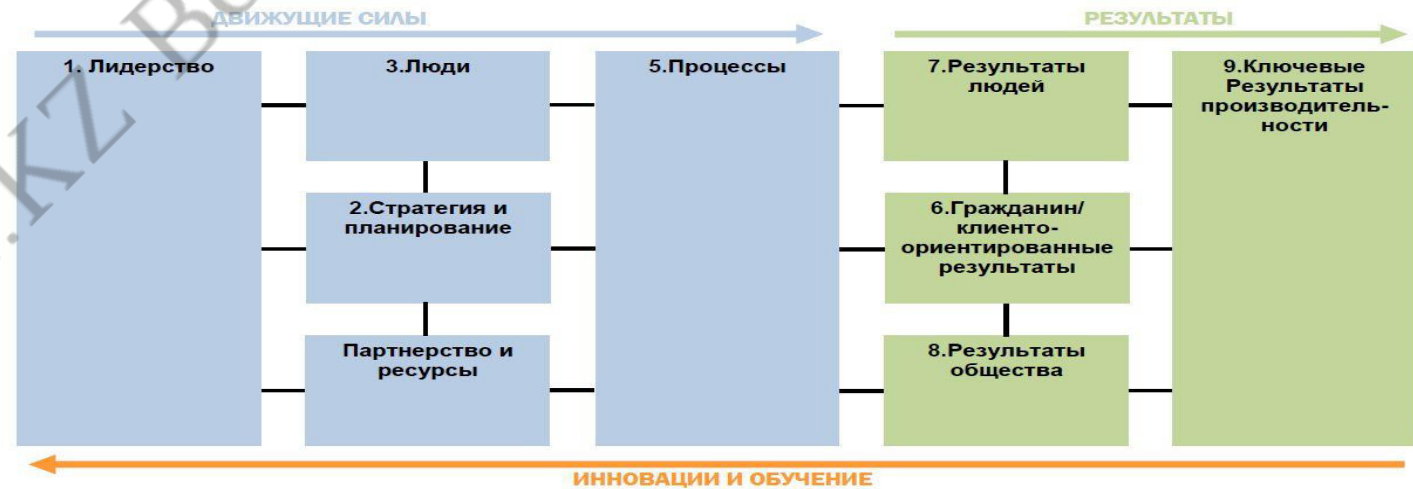 ДВИЖУЩИЕ СИЛЫ
РЕЗУЛЬТАТЫ
1. Лидерство
3.Люди
5.Процессы
7.Результаты
людей
9.Ключевые
Результаты
производитель-
ности
2.Стратегия и
планирование
6.Гражданин/
клиенто-
ориентированные
результаты
Партнерство и
ресурсы
8.Результаты
общества
ИННОВАЦИИ И ОБУЧЕНИЕ
.KZ